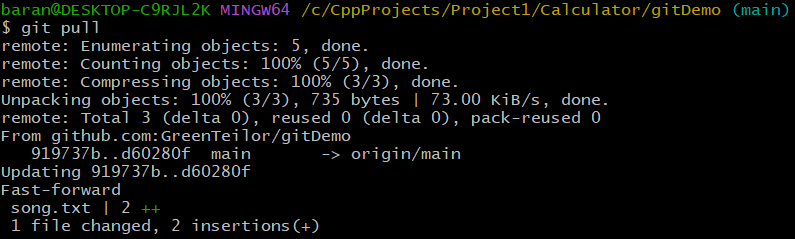 baran@DESKTOP-C9RJL2K MINGW64 /c/CppProjects/Project1/Calculator/gitDemo (main)
$ git pull
remote: Enumerating objects: 5, done.
remote: Counting objects: 100% (5/5), done.
remote: Compressing objects: 100% (3/3), done.
Unpacking objects: 100% (3/3), 735 bytes | 73.00 KiB/s, done.
remote: Total 3 (delta 0), reused 0 (delta 0), pack-reused 0
From github.com:GreenTeilor/gitDemo
   919737b..d60280f  main       -> origin/main
Updating 919737b..d60280f
Fast-forward
 song.txt | 2 ++
 1 file changed, 2 insertions(+)